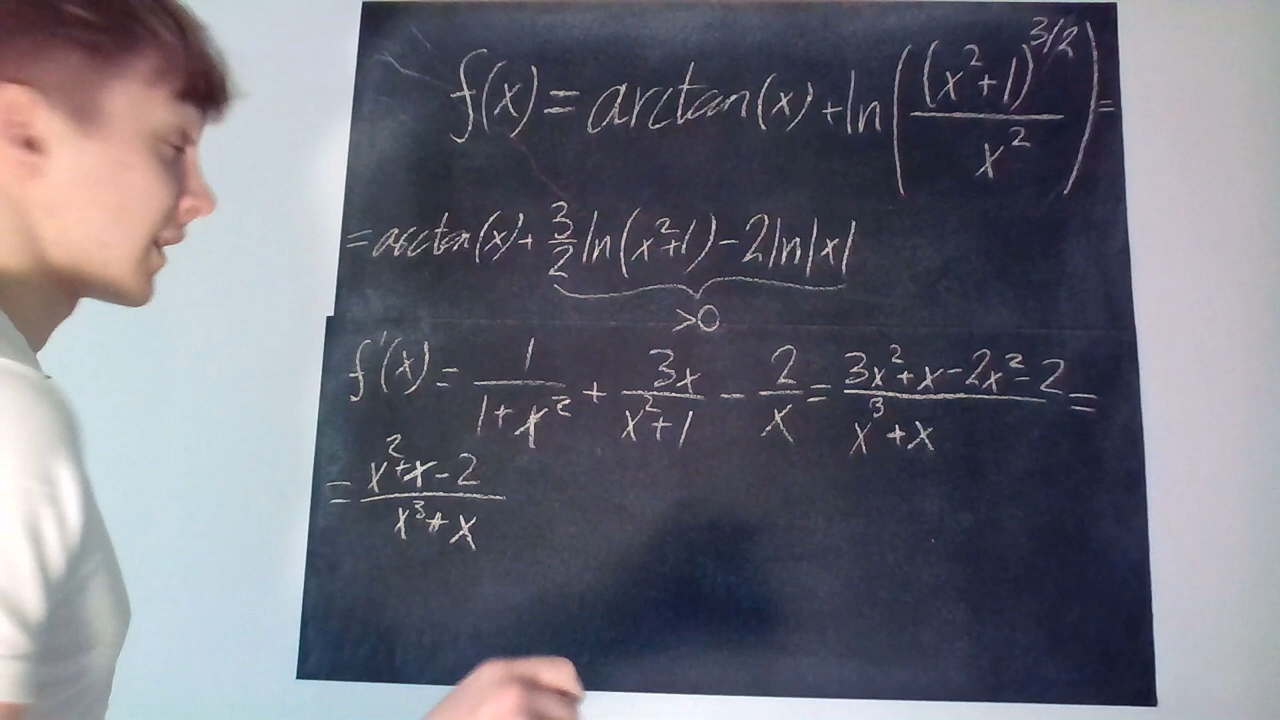 f(x) = arctan(x) + ln((x²+1)^3/2 / x²) =
= arctan(x) + 3/2 ln(x²+1) - 2ln|x|
>0
f'(x) = 1/(1+x²) + 3x/(x²+1) - 2/x = (3x²+x-2x²-2)/(x³+x) =
= (x²+x-2)/(x³+x)